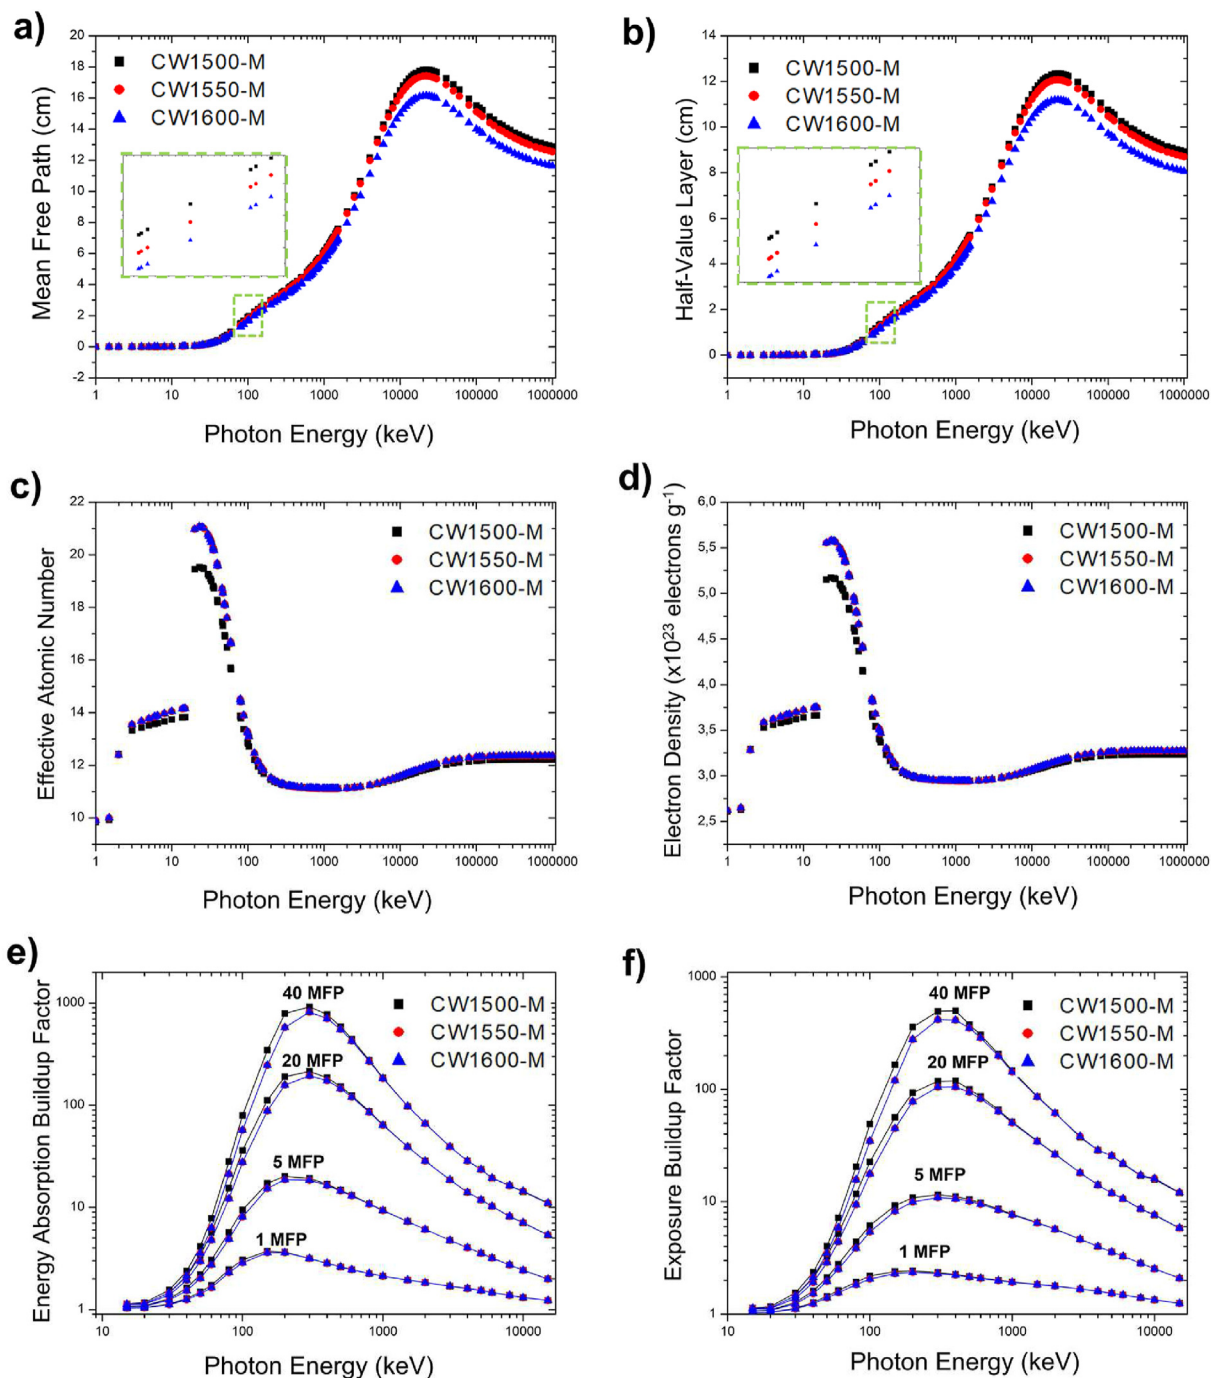 a)
Mean Free Path (cm)
20
18
16
14
12
10
8
6
4
2
0
-2
CW1500-M
CW1550-M
CW1600-M
1 10 100 1000 10000 100000 1000000
Photon Energy (keV)
b)
Half-Value Layer (cm)
14
12
10
8
6
4
2
0
-2
CW1500-M
CW1550-M
CW1600-M
1 10 100 1000 10000 100000 1000000
Photon Energy (keV)
c)
Effective Atomic Number
22
20
18
16
14
12
10
CW1500-M
CW1550-M
CW1600-M
1 10 100 1000 10000 100000 1000000
Photon Energy (keV)
d)
Electron Density (x10²³ electrons g⁻¹)
6,0
5,5
5,0
4,5
4,0
3,5
3,0
2,5
CW1500-M
CW1550-M
CW1600-M
1 10 100 1000 10000 100000 1000000
Photon Energy (keV)
e)
Energy Absorption Buildup Factor
1000
100
10
1
40 MFP
20 MFP
5 MFP
1 MFP
CW1500-M
CW1550-M
CW1600-M
10 100 1000 10000
Photon Energy (keV)
f)
Exposure Buildup Factor
1000
100
10
1
40 MFP
20 MFP
5 MFP
1 MFP
CW1500-M
CW1550-M
CW1600-M
10 100 1000 10000
Photon Energy (keV)